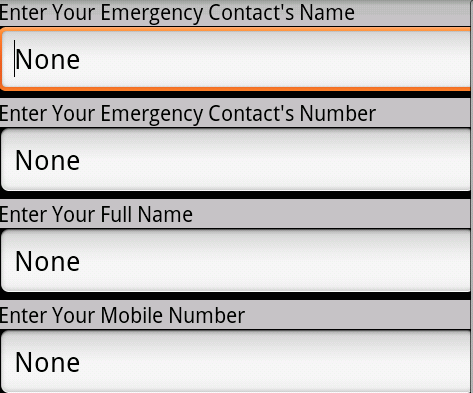 Enter Your Emergency Contact's Name
None
Enter Your Emergency Contact's Number
None
Enter Your Full Name
None
Enter Your Mobile Number
None